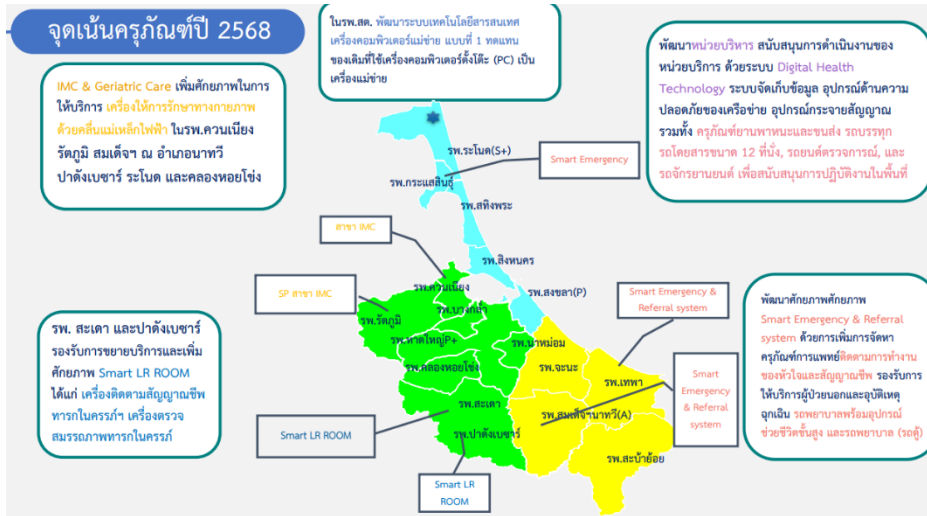 จุดเน้นครุภัณฑ์ปี 2568
ในรพ.สต. พัฒนาระบบเทคโนโลยีสารสนเทศ
เครื่องคอมพิวเตอร์แม่ข่าย แบบที่ 1 ทดแทน
ของเดิมที่ใช้เครื่องคอมพิวเตอร์ตั้งโต๊ะ (PC) เป็น
เครื่องแม่ข่าย
พัฒนาหน่วยบริหาร สนับสนุนการดำเนินงานของ
หน่วยบริการ ด้วยระบบ Digital Health
Technology ระบบจัดเก็บข้อมูล อุปกรณ์ด้านความ
ปลอดภัยของเครือข่าย อุปกรณ์กระจายสัญญาณ
รวมทั้ง ครุภัณฑ์ยานพาหนะและขนส่ง รถบรรทุก
รถโดยสารขนาด 12 ที่นั่ง, รถยนต์ตรวจการณ์, และ
รถจักรยานยนต์ เพื่อสนับสนุนการปฏิบัติงานในพื้นที่
IMC & Geriatric Care เพิ่มศักยภาพในการ
ให้บริการ เครื่องให้การรักษาทางกายภาพ
ด้วยคลื่นแม่เหล็กไฟฟ้า ในรพ.ควนเนียง
รัตภูมิ สมเด็จฯ ณ อำเภอนาทวี
ปาดังเบซาร์ ระโนด และคลองหอยโข่ง
รพ.ระโนด(S+)
Smart Emergency
รพ.กระแสสินธุ์
รพ.สทิงพระ
สาขา IMC
รพ.สิงหนคร
รพ.ควนเนียง
รพ.สงขลา(P)
SP สาขา IMC
รพ.บางกล่ำ
รพ.รัตภูมิ
รพ.หาดใหญ่P+
รพ.นาหม่อม
รพ.คลองหอยโข่ง
รพ.จะนะ
รพ.เทพา
Smart Emergency &
Referral system
รพ.สะเดา
รพ.สมเด็จฯนาทวี(A)
Smart
Emergency
& Referral
system
รพ.ปาดังเบซาร์
รพ.สะบ้าย้อย
Smart LR ROOM
Smart LR
ROOM
รพ. สะเดา และปาดังเบซาร์
รองรับการขยายบริการและเพิ่ม
ศักยภาพ Smart LR ROOM
ได้แก่ เครื่องติดตามสัญญาณชีพ
ทารกในครรภ์ฯ เครื่องตรวจ
สมรรถภาพทารกในครรภ์
พัฒนาศักยภาพศักยภาพ
Smart Emergency & Referral
system ด้วยการเพิ่มการจัดหา
ครุภัณฑ์การแพทย์ติดตามการทำงาน
ของหัวใจและสัญญาณชีพ รองรับการ
ให้บริการผู้ป่วยนอกและอุบัติเหตุ
ฉุกเฉิน รถพยาบาลพร้อมอุปกรณ์
ช่วยชีวิตขั้นสูง และรถพยาบาล (รถตู้)